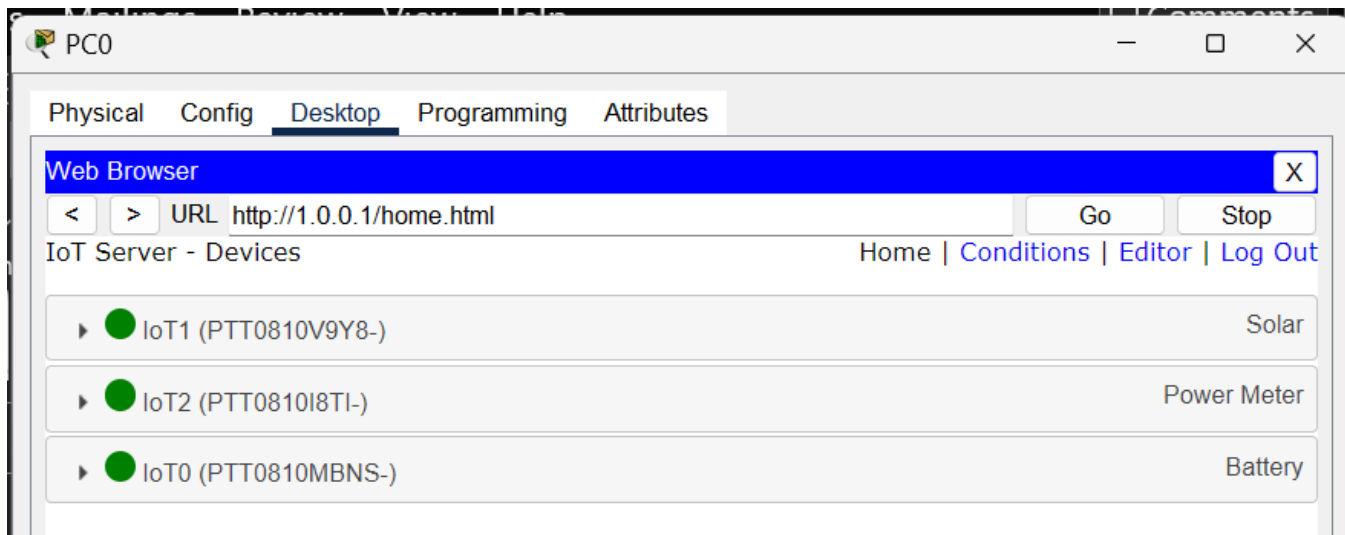 PC0
Physical Config Desktop Programming Attributes
Web Browser X
< > URL http://1.0.0.1/home.html Go Stop
IoT Server - Devices Home | Conditions | Editor | Log Out
IoT1 (PTT0810V9Y8-) Solar
IoT2 (PTT0810I8TI-) Power Meter
IoT0 (PTT0810MBNS-) Battery